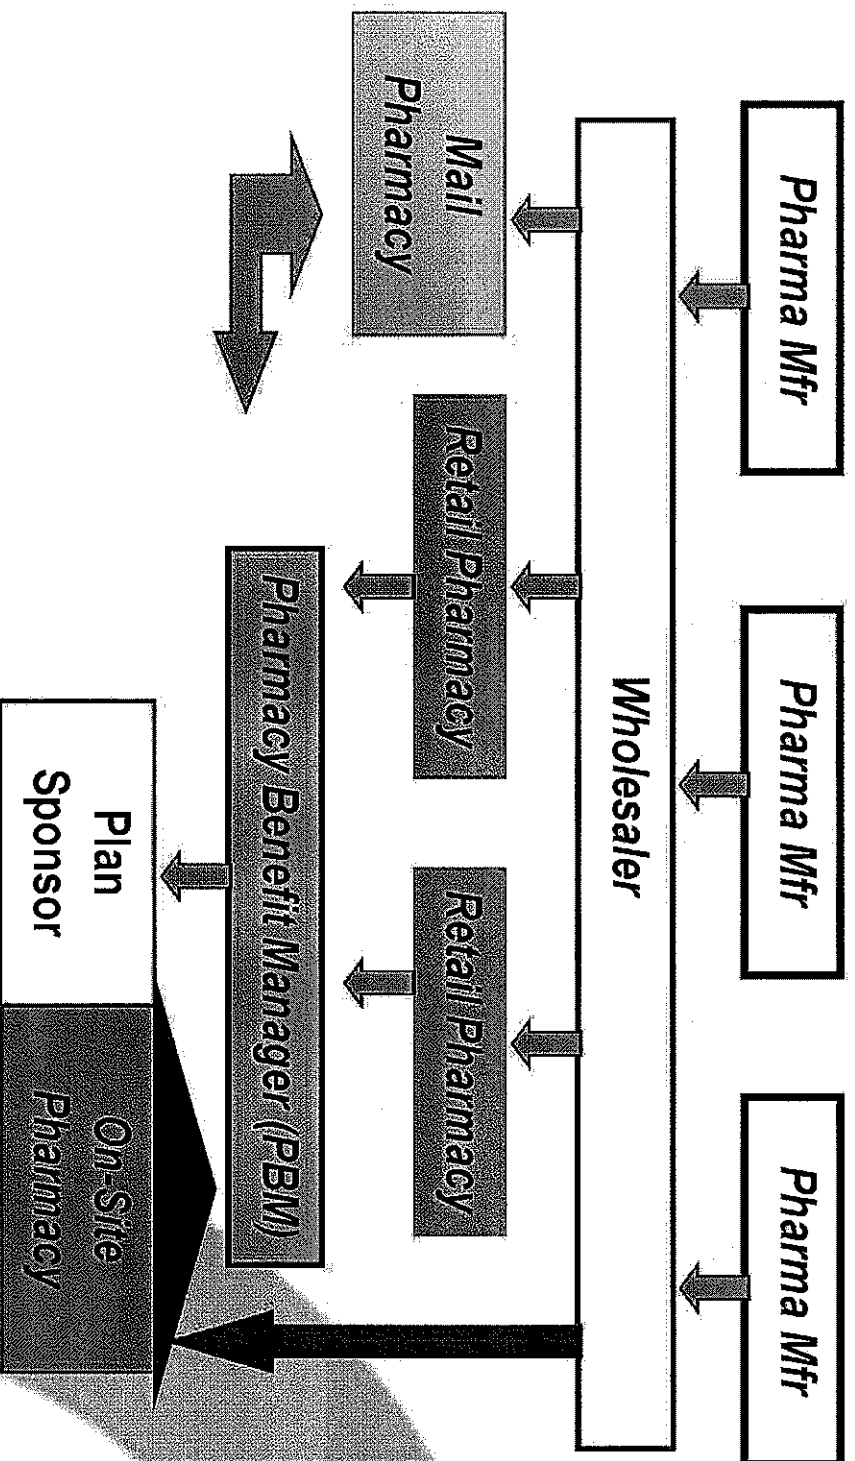 Pharma Mfr
Pharma Mfr
Pharma Mfr
Wholesaler
Mail
Pharmacy
Retail Pharmacy
Retail Pharmacy
Pharmacy Benefit Manager (PBM)
Plan
Sponsor
On-Site
Pharmacy